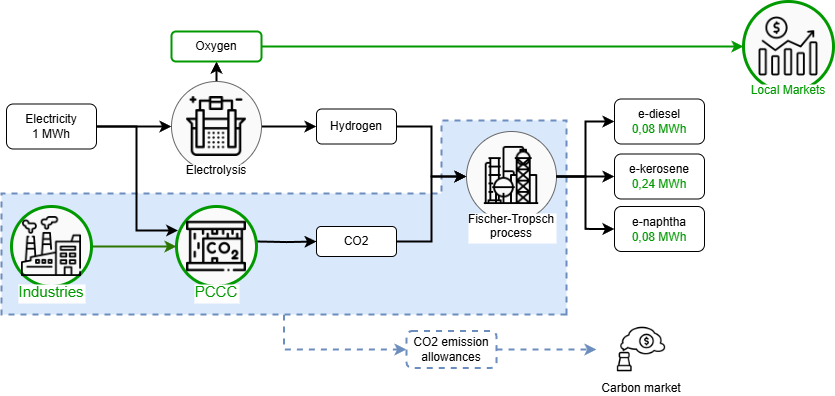 Oxygen
$
Local Markets
Electricity
1 MWh
+
-
Electrolysis
Hydrogen
e-diesel
0,08 MWh
e-kerosene
0,24 MWh
e-naphtha
0,08 MWh
Fischer-Tropsch
process
Industries
CO2
PCCC
CO2
CO2 emission
allowances
$
Carbon market